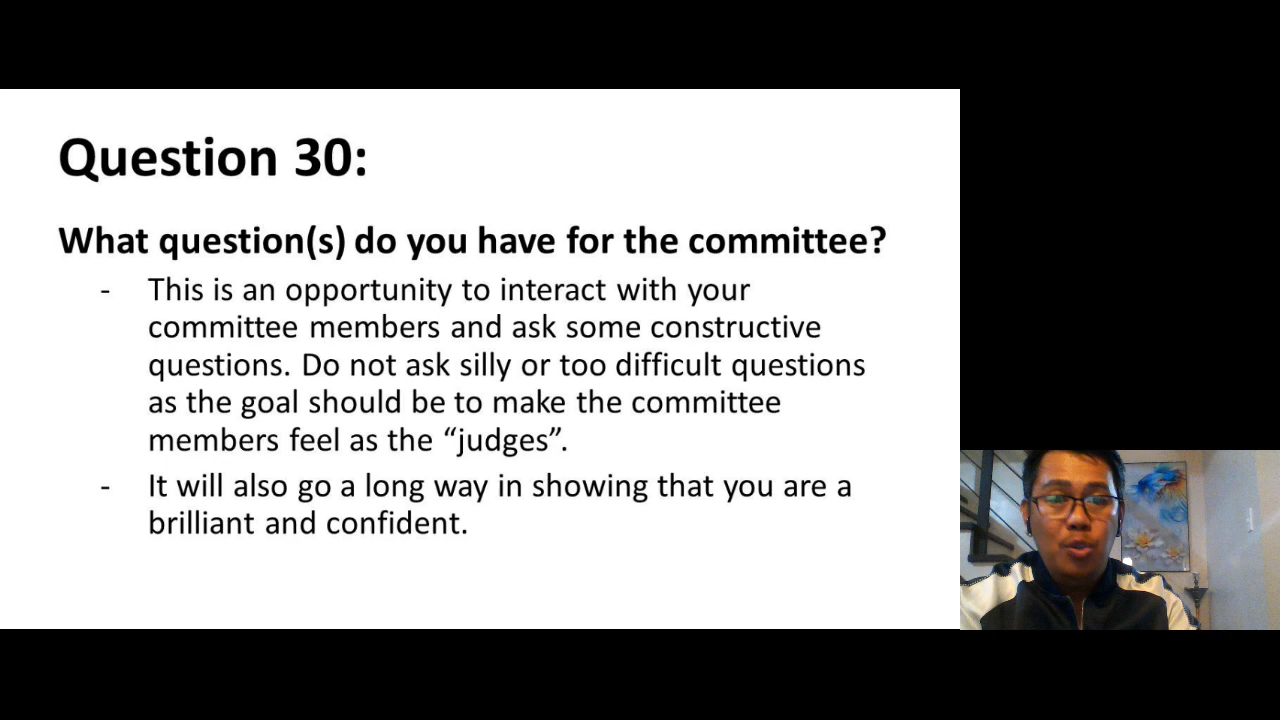 Question 30:
What question(s) do you have for the committee?
- This is an opportunity to interact with your
committee members and ask some constructive
questions. Do not ask silly or too difficult questions
as the goal should be to make the committee
members feel as the “judges”.
- It will also go a long way in showing that you are a
brilliant and confident.